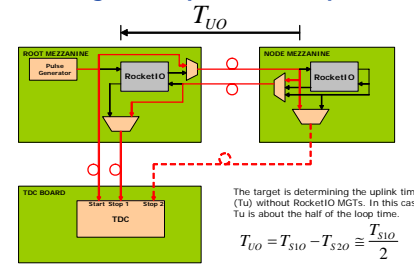 T_UO
ROOT MEZZANINE
NODE MEZZANINE
Pulse
Generator
RocketIO
RocketIO
TDC BOARD
Start Stop 1 Stop 2
TDC
The target is determining the uplink tim
(Tu) without RocketIO MGTs. In this cas
Tu is about the half of the loop time.
T_UO = T_S1O − T_S2O ≅ T_S1O / 2